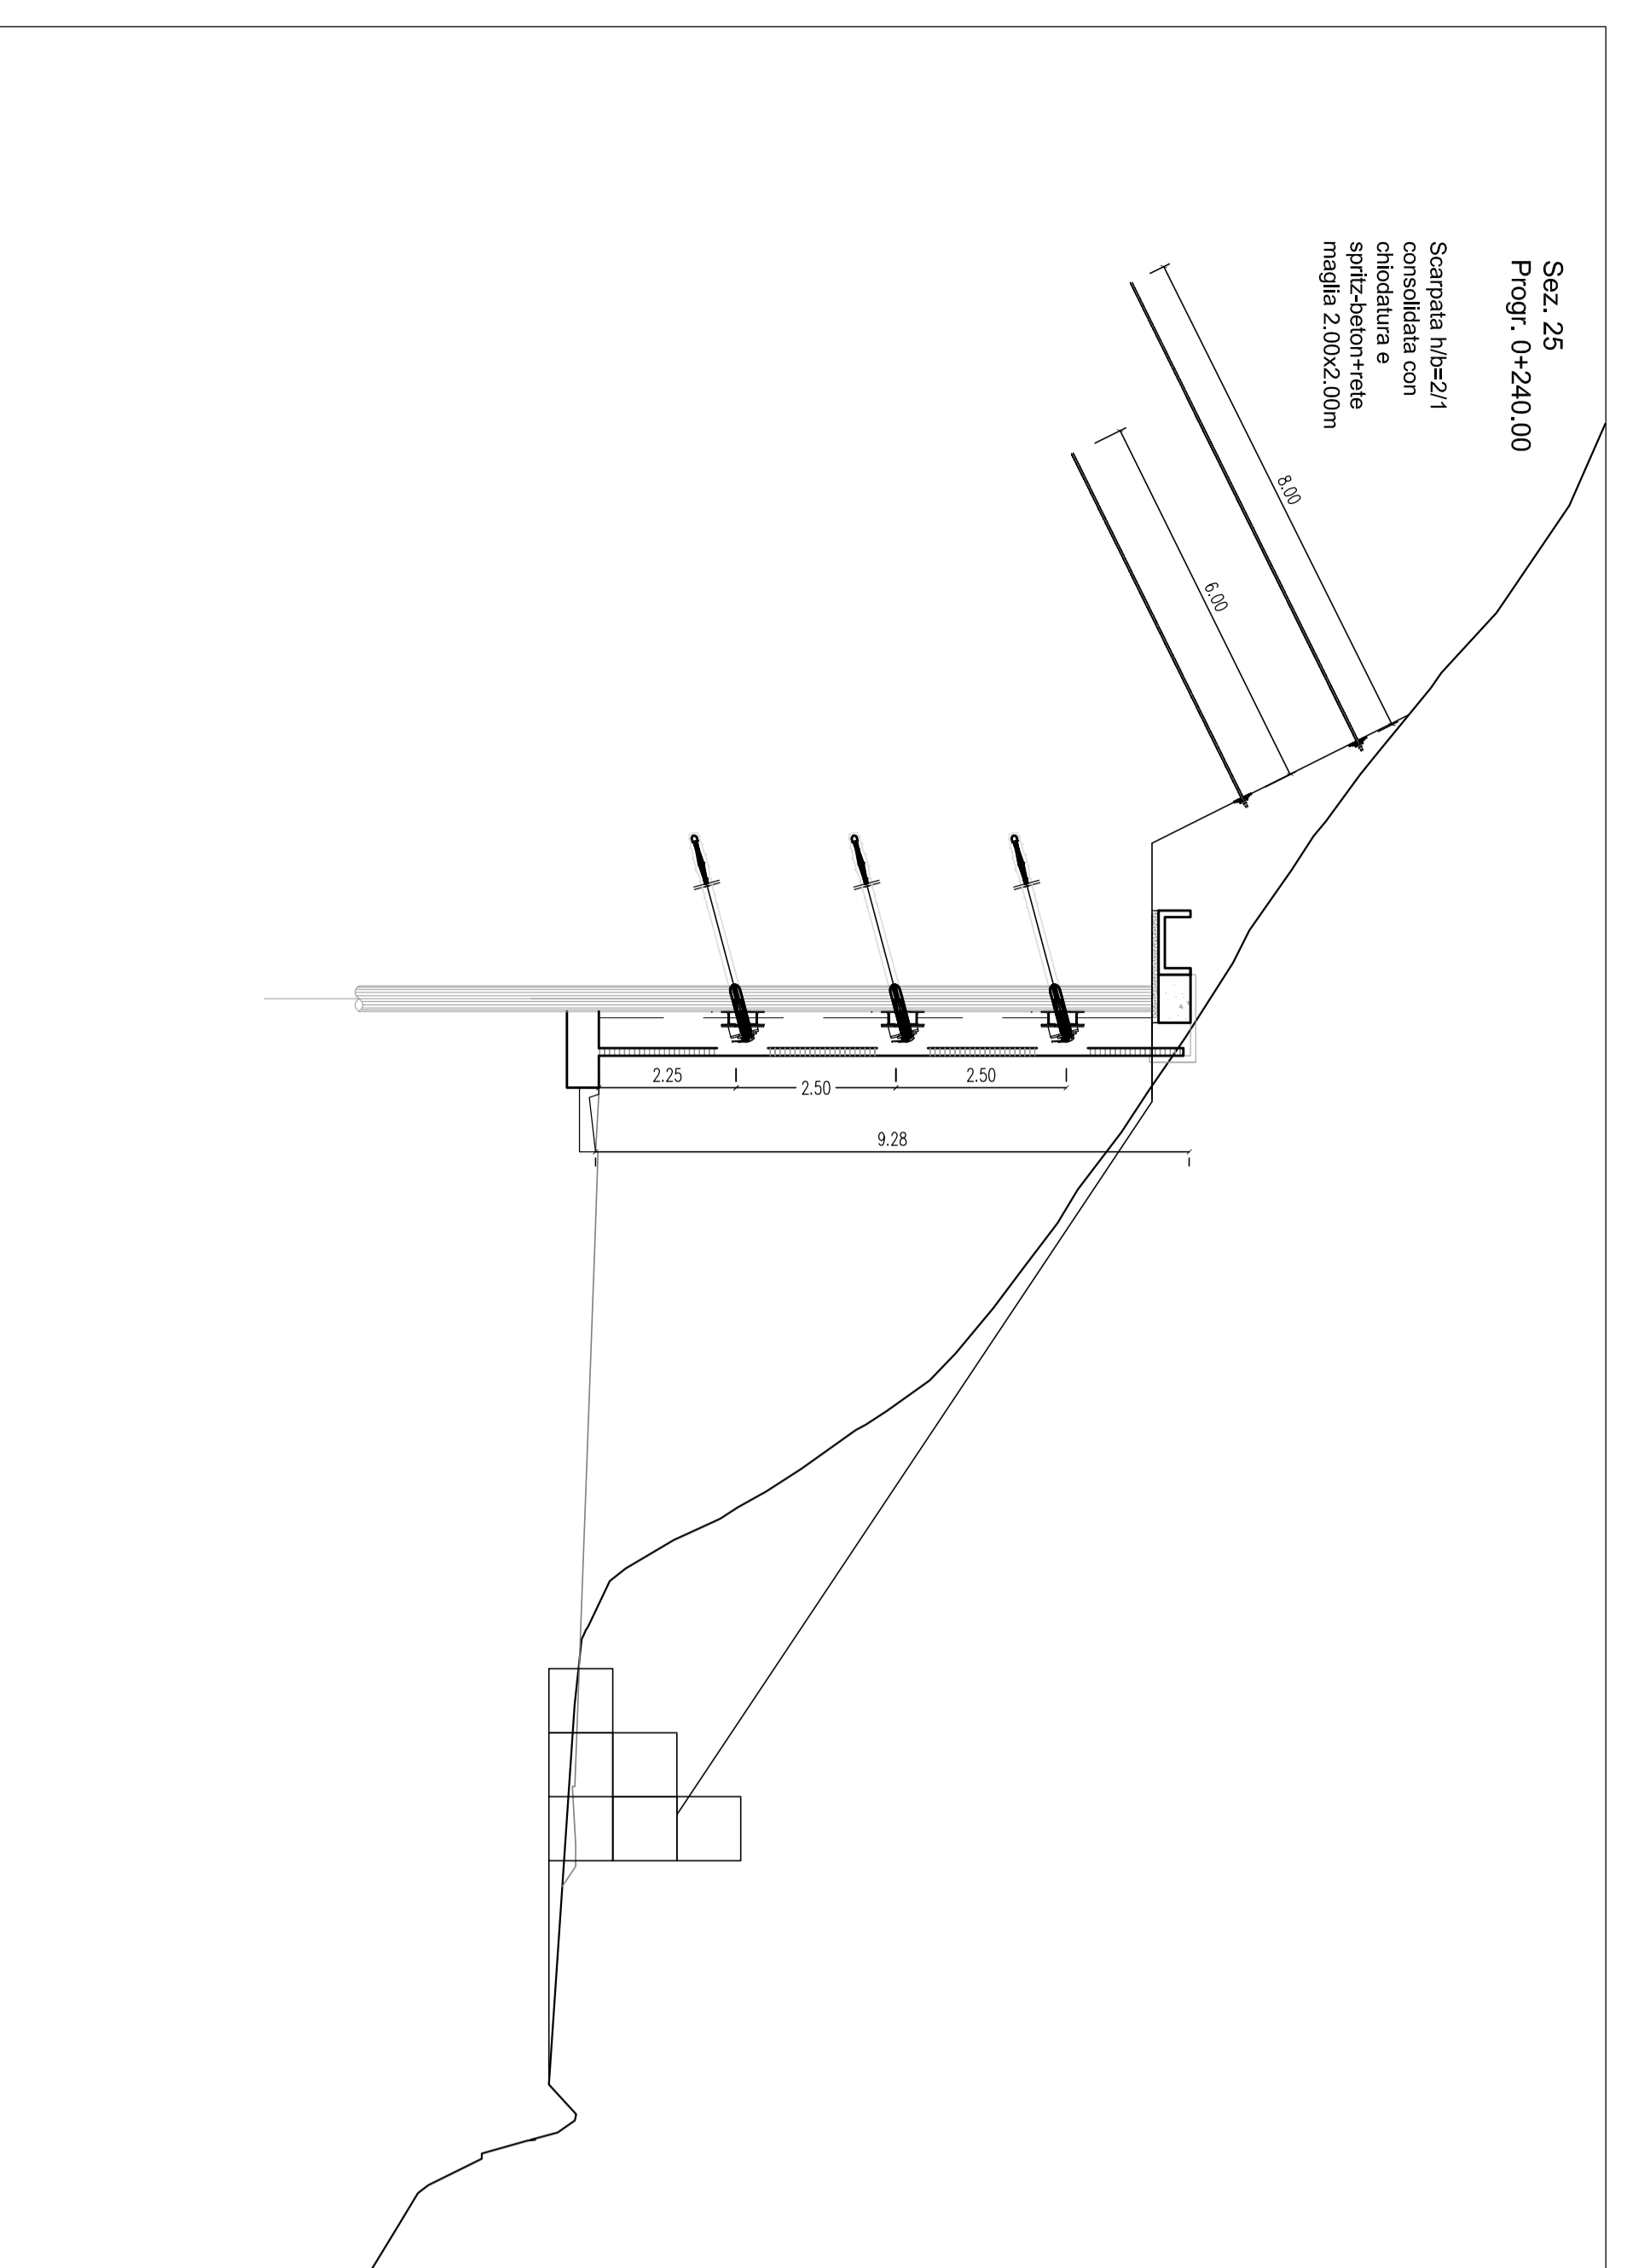 Sez. 25
Progr. 0+240.00
Scarpata h/b=2/1
consolidata con
chiodatura e
spritz-beton+rete
maglia 2.00x2.00m
8.00
6.00
2.50
2.50
2.25
9.28